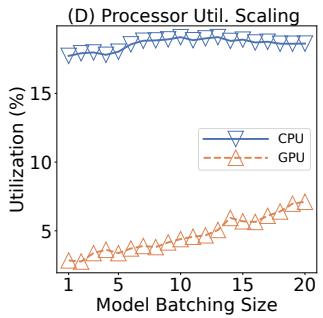 (D) Processor Util. Scaling
Utilization (%)
15
10
5
CPU
GPU
1 5 10 15 20
Model Batching Size